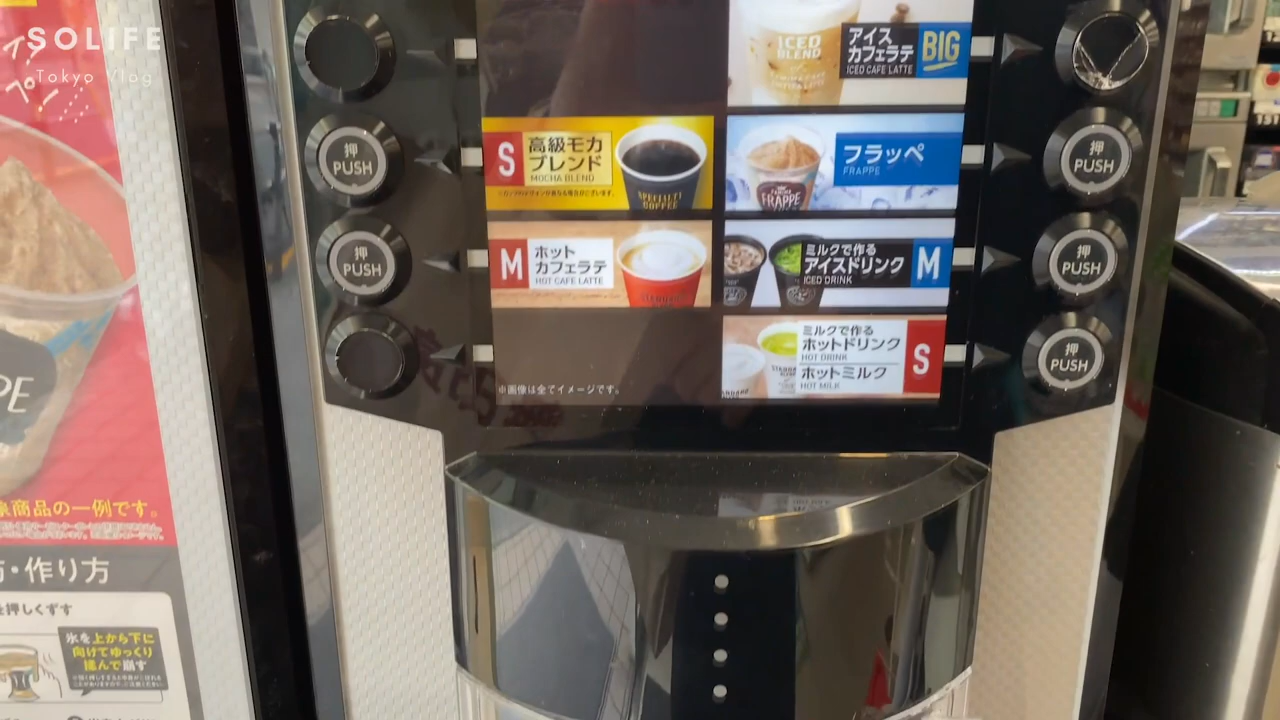 SOLIFE
Tokyo Vlog
ICED
BLEND
アイス
カフェラテ
ICED CAFE LATTE
BIG
押
PUSH
S
高級モカ
ブレンド
MOCHA BLEND
SPECIALTY
COFFEE
フラッペ
FRAPPE
FRAPPE
押
PUSH
押
PUSH
M
ホット
カフェラテ
HOT CAFE LATTE
ミルクで作る
アイスドリンク
ICED DRINK
M
押
PUSH
ミルクで作る
ホットドリンク
HOT DRINK
ホットミルク
HOT MILK
S
押
PUSH
※画像は全てイメージです。
PE
象商品の一例です。
・作り方
を押しくずす
氷を上から下に
向けてゆっくり
揉んで崩す